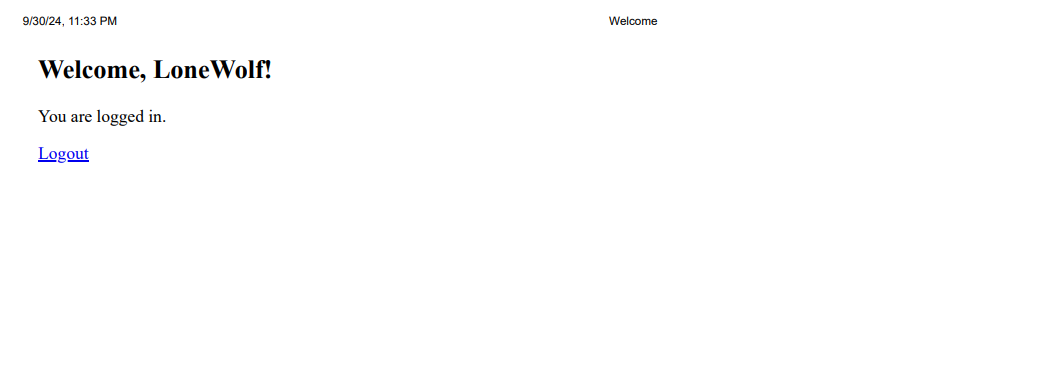 9/30/24, 11:33 PM Welcome
Welcome, LoneWolf!
You are logged in.
Logout